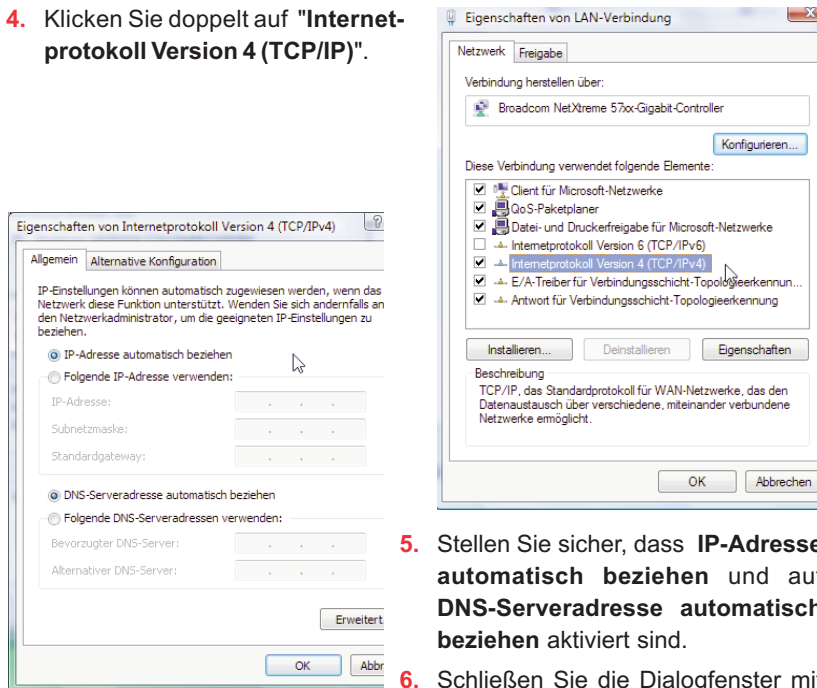 4. Klicken Sie doppelt auf "Internet-
protokoll Version 4 (TCP/IP)".
Eigenschaften von LAN-Verbindung
Netzwerk Freigabe
Verbindung herstellen über:
Broadcom NetXtreme 57xx-Gigabit-Controller
Konfigurieren...
Diese Verbindung verwendet folgende Elemente:
Client für Microsoft-Netzwerke
QoS-Paketplaner
Datei- und Druckerfreigabe für Microsoft-Netzwerke
Internetprotokoll Version 6 (TCP/IPv6)
Internetprotokoll Version 4 (TCP/IPv4)
E/A-Treiber für Verbindungsschicht-Topologieerkennun...
Antwort für Verbindungsschicht-Topologieerkennung
Installieren... Deinstallieren Eigenschaften
Beschreibung
TCP/IP, das Standardprotokoll für WAN-Netzwerke, das den
Datenaustausch über verschiedene, miteinander verbundene
Netzwerke ermöglicht.
OK Abbrechen
Eigenschaften von Internetprotokoll Version 4 (TCP/IPv4)
Allgemein Alternative Konfiguration
IP-Einstellungen können automatisch zugewiesen werden, wenn das
Netzwerk diese Funktion unterstützt. Wenden Sie sich andernfalls an
den Netzwerkadministrator, um die geeigneten IP-Einstellungen zu
beziehen.
IP-Adresse automatisch beziehen
Folgende IP-Adresse verwenden:
IP-Adresse:
Subnetzmaske:
Standardgateway:
DNS-Serveradresse automatisch beziehen
Folgende DNS-Serveradressen verwenden:
Bevorzugter DNS-Server:
Alternativer DNS-Server:
Erweitert
OK Abbr
5. Stellen Sie sicher, dass IP-Adresse
automatisch beziehen und auf
DNS-Serveradresse automatisch
beziehen aktiviert sind.
6. Schließen Sie die Dialogfenster mit